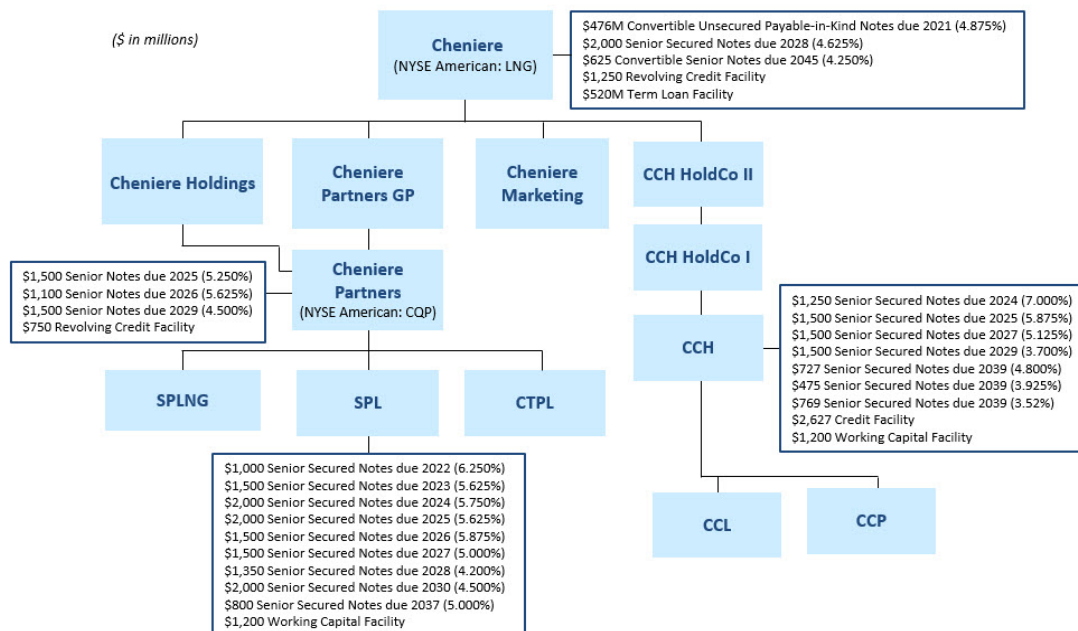 ($ in millions)
Cheniere
(NYSE American: LNG)
$476M Convertible Unsecured Payable-in-Kind Notes due 2021 (4.875%)
$2,000 Senior Secured Notes due 2028 (4.625%)
$625 Convertible Senior Notes due 2045 (4.250%)
$1,250 Revolving Credit Facility
$520M Term Loan Facility
Cheniere Holdings
Cheniere
Partners GP
Cheniere
Marketing
CCH HoldCo II
CCH HoldCo I
$1,500 Senior Notes due 2025 (5.250%)
$1,100 Senior Notes due 2026 (5.625%)
$1,500 Senior Notes due 2029 (4.500%)
$750 Revolving Credit Facility
Cheniere
Partners
(NYSE American: CQP)
CCH
$1,250 Senior Secured Notes due 2024 (7.000%)
$1,500 Senior Secured Notes due 2025 (5.875%)
$1,500 Senior Secured Notes due 2027 (5.125%)
$1,500 Senior Secured Notes due 2029 (3.700%)
$727 Senior Secured Notes due 2039 (4.800%)
$475 Senior Secured Notes due 2039 (3.925%)
$769 Senior Secured Notes due 2039 (3.52%)
$2,627 Credit Facility
$1,200 Working Capital Facility
SPLNG
SPL
CTPL
$1,000 Senior Secured Notes due 2022 (6.250%)
$1,500 Senior Secured Notes due 2023 (5.625%)
$2,000 Senior Secured Notes due 2024 (5.750%)
$2,000 Senior Secured Notes due 2025 (5.625%)
$1,500 Senior Secured Notes due 2026 (5.875%)
$1,500 Senior Secured Notes due 2027 (5.000%)
$1,350 Senior Secured Notes due 2028 (4.200%)
$2,000 Senior Secured Notes due 2030 (4.500%)
$800 Senior Secured Notes due 2037 (5.000%)
$1,200 Working Capital Facility
CCL
CCP